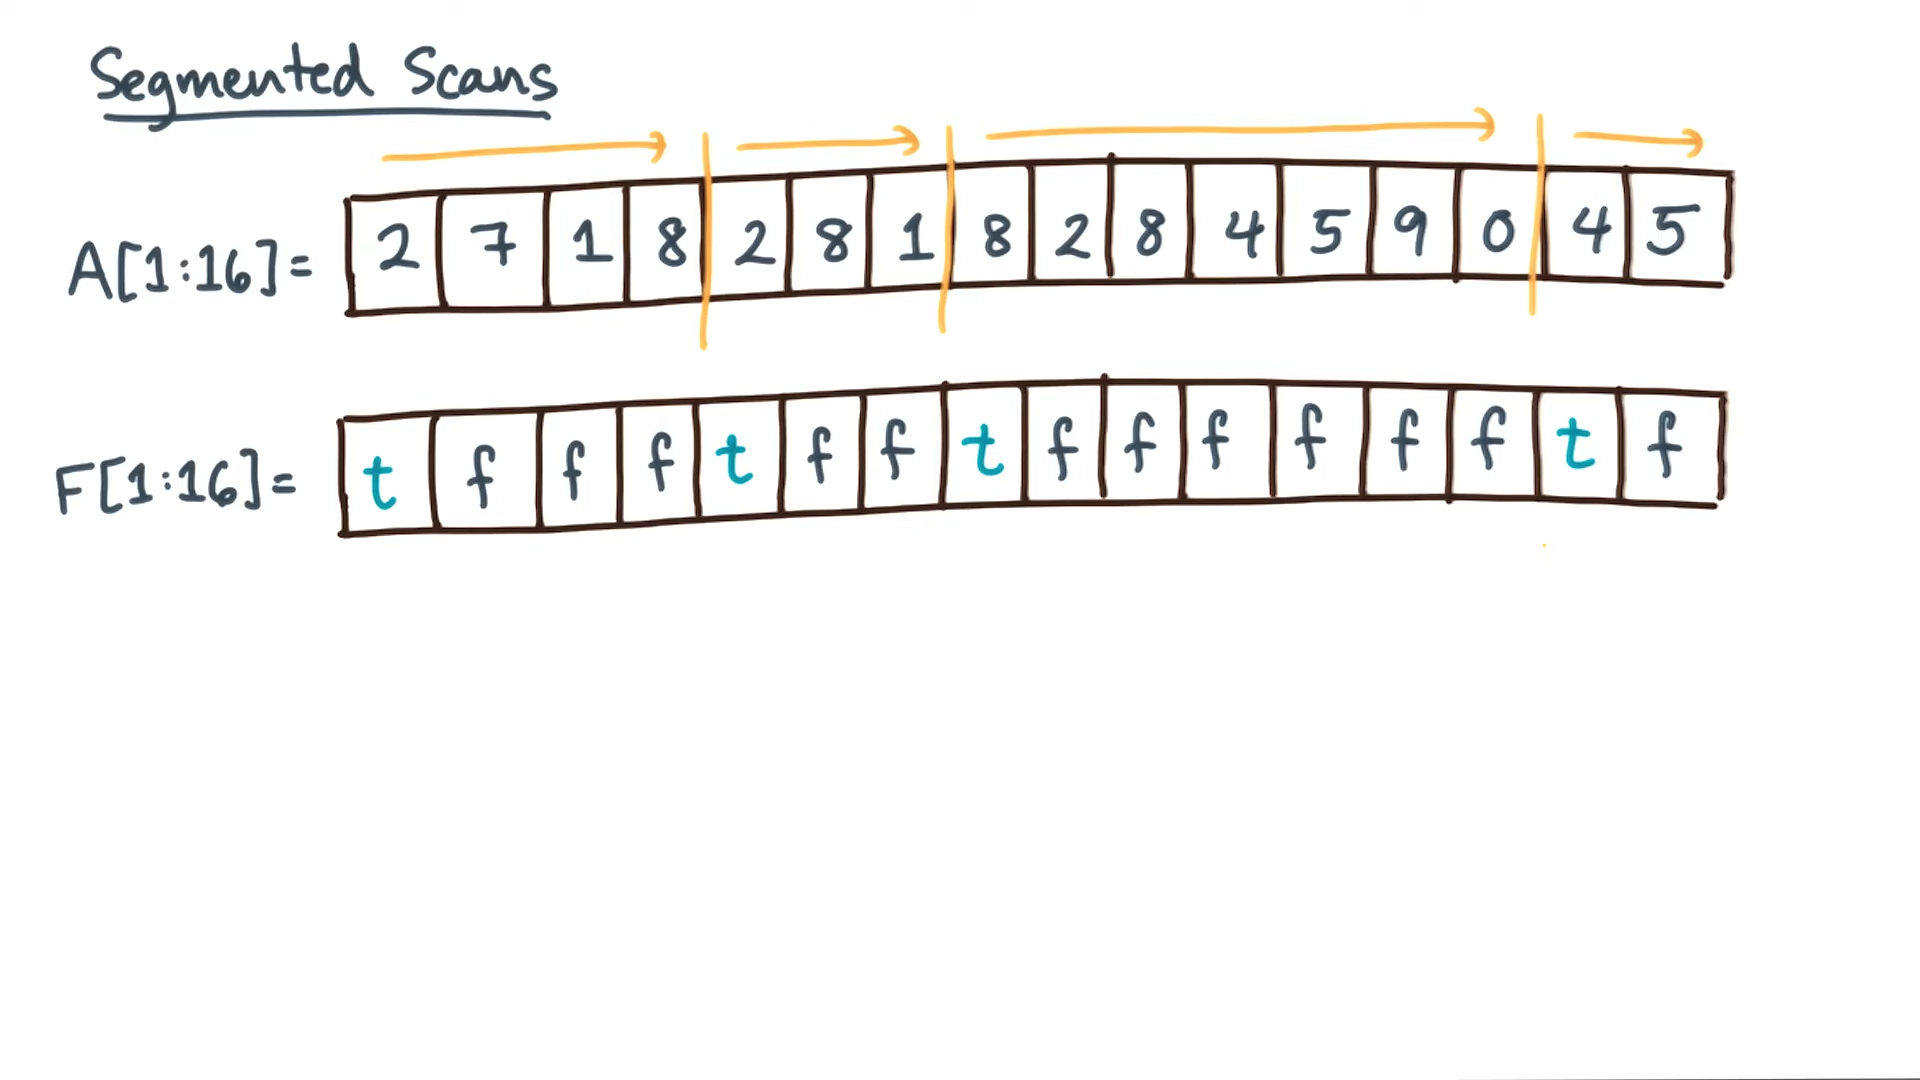 Segmented Scans
A[1:16]= 2 7 1 8 2 8 1 8 2 8 4 5 9 0 4 5
F[1:16]= t f f f t f f t f f f f f f t f